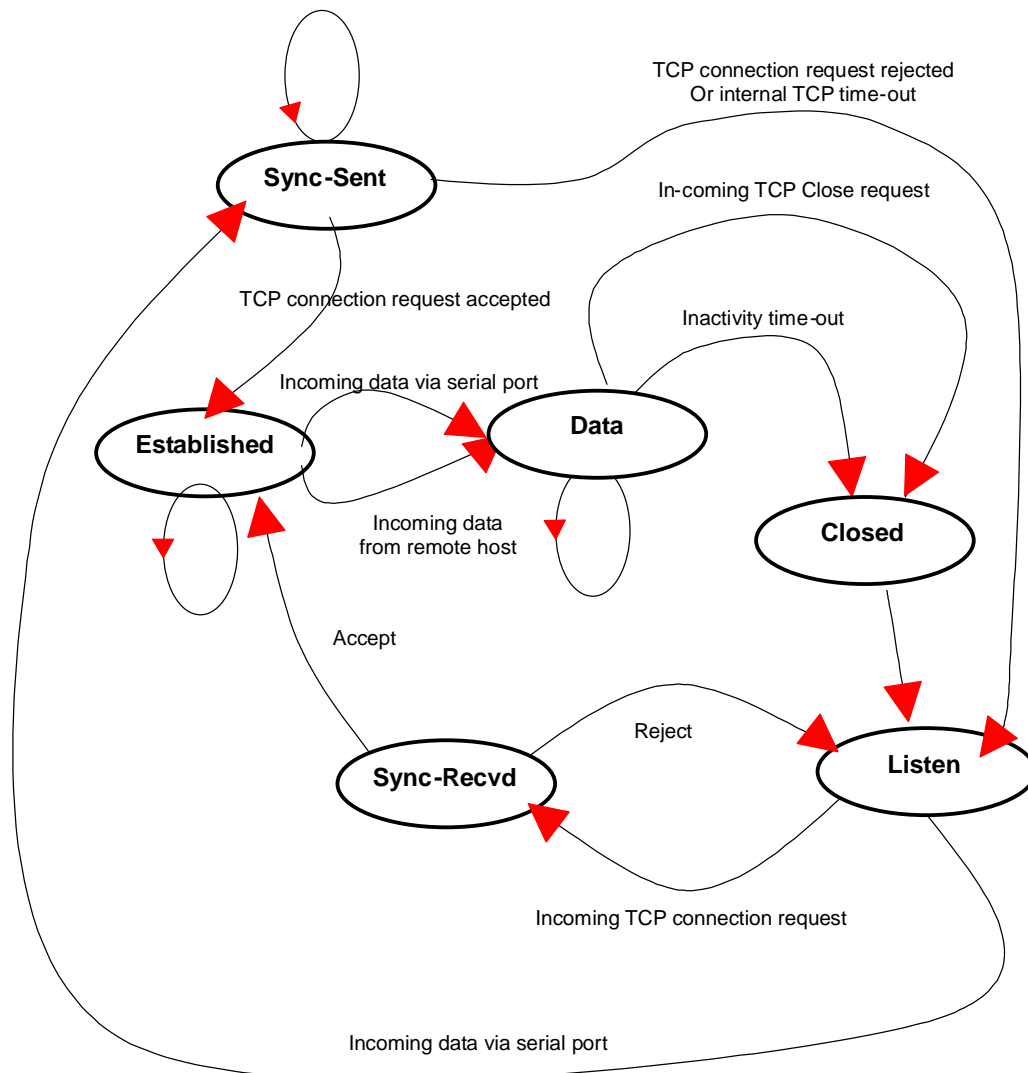 TCP connection request rejected
Or internal TCP time-out
Sync-Sent
In-coming TCP Close request
TCP connection request accepted
Inactivity time-out
Incoming data via serial port
Data
Established
Incoming data
from remote host
Closed
Accept
Reject
Sync-Recvd
Listen
Incoming TCP connection request
Incoming data via serial port